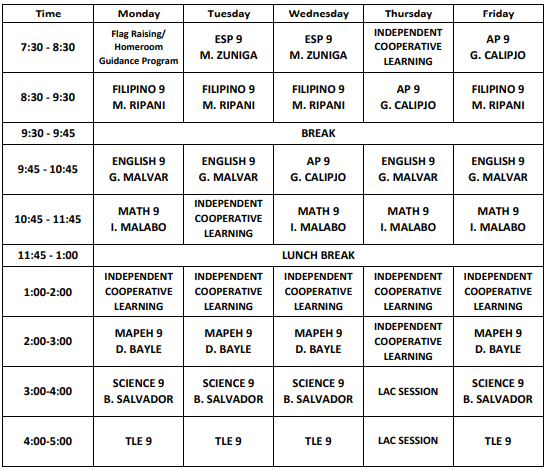 Time Monday Tuesday Wednesday Thursday Friday
7:30 - 8:30
Flag Raising/
Homeroom
Guidance Program
ESP 9
M. ZUNIGA
ESP 9
M. ZUNIGA
INDEPENDENT
COOPERATIVE
LEARNING
AP 9
G. CALIPJO
8:30 - 9:30
FILIPINO 9
M. RIPANI
FILIPINO 9
M. RIPANI
FILIPINO 9
M. RIPANI
AP 9
G. CALIPJO
FILIPINO 9
M. RIPANI
9:30 - 9:45 BREAK
9:45 - 10:45
ENGLISH 9
G. MALVAR
ENGLISH 9
G. MALVAR
AP 9
G. CALIPJO
ENGLISH 9
G. MALVAR
ENGLISH 9
G. MALVAR
10:45 - 11:45
MATH 9
I. MALABO
INDEPENDENT
COOPERATIVE
LEARNING
MATH 9
I. MALABO
MATH 9
I. MALABO
MATH 9
I. MALABO
11:45 - 1:00 LUNCH BREAK
1:00-2:00
INDEPENDENT
COOPERATIVE
LEARNING
INDEPENDENT
COOPERATIVE
LEARNING
INDEPENDENT
COOPERATIVE
LEARNING
INDEPENDENT
COOPERATIVE
LEARNING
INDEPENDENT
COOPERATIVE
LEARNING
2:00-3:00
MAPEH 9
D. BAYLE
MAPEH 9
D. BAYLE
MAPEH 9
D. BAYLE
INDEPENDENT
COOPERATIVE
LEARNING
MAPEH 9
D. BAYLE
3:00-4:00
SCIENCE 9
B. SALVADOR
SCIENCE 9
B. SALVADOR
SCIENCE 9
B. SALVADOR
LAC SESSION
SCIENCE 9
B. SALVADOR
4:00-5:00 TLE 9 TLE 9 TLE 9 LAC SESSION TLE 9